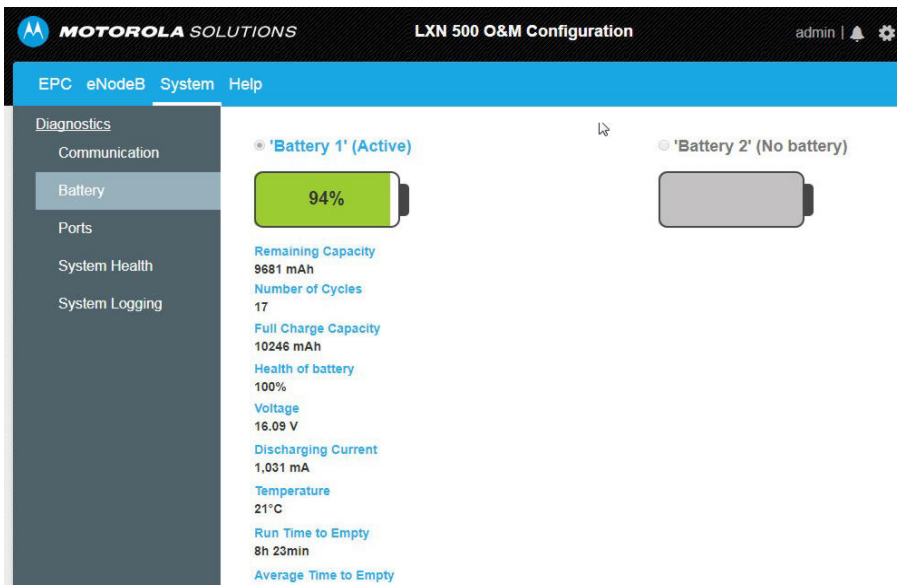 MOTOROLA SOLUTIONS
LXN 500 O&M Configuration
admin |
EPC eNodeB System Help
Diagnostics
Communication
Battery
Ports
System Health
System Logging
'Battery 1' (Active)
94%
Remaining Capacity
9681 mAh
Number of Cycles
17
Full Charge Capacity
10246 mAh
Health of battery
100%
Voltage
16.09 V
Discharging Current
1,031 mA
Temperature
21°C
Run Time to Empty
8h 23min
Average Time to Empty
'Battery 2' (No battery)